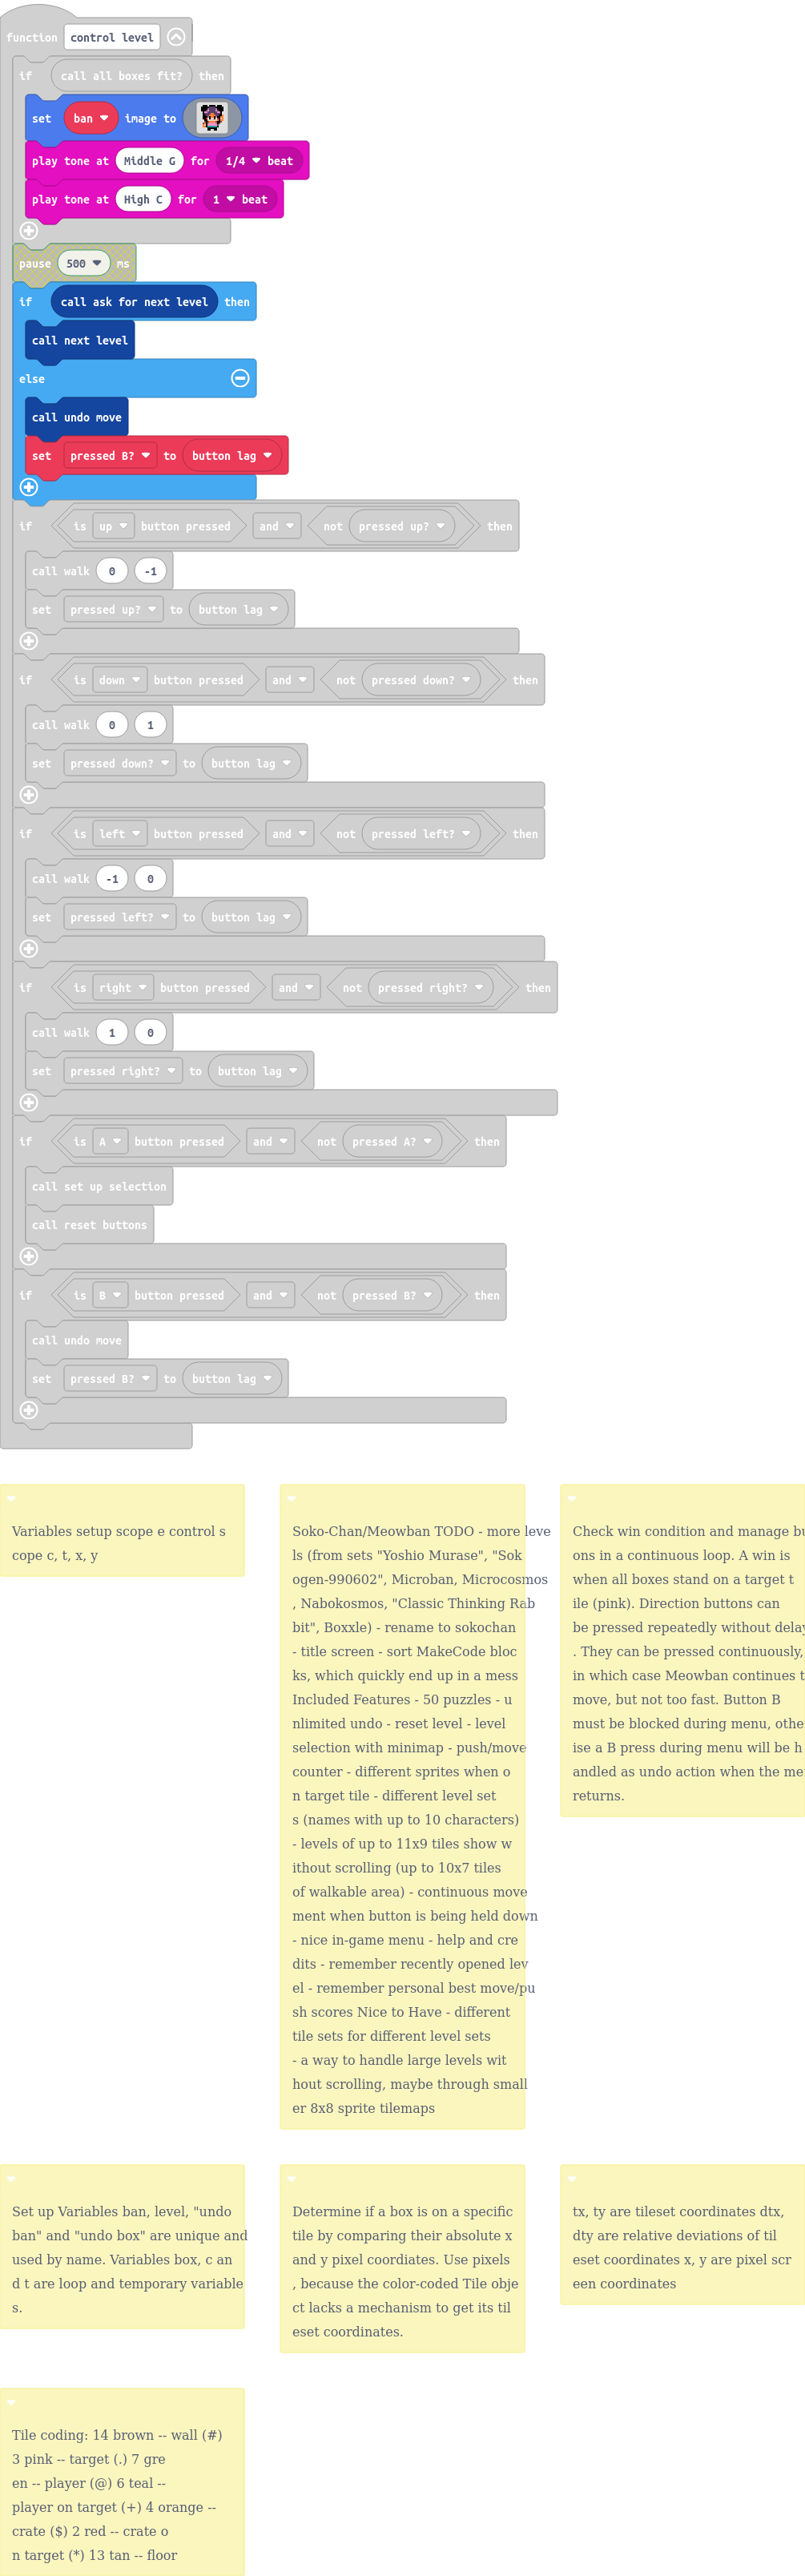 function control level
if call all boxes fit? then
set ban image to
play tone at Middle G for 1/4 beat
play tone at High C for 1 beat
pause 500 ms
if call ask for next level then
call next level
else
call undo move
set pressed B? to button lag
if is up button pressed and not pressed up? then
call walk 0 -1
set pressed up? to button lag
if is down button pressed and not pressed down? then
call walk 0 1
set pressed down? to button lag
if is left button pressed and not pressed left? then
call walk -1 0
set pressed left? to button lag
if is right button pressed and not pressed right? then
call walk 1 0
set pressed right? to button lag
if is A button pressed and not pressed A? then
call set up selection
call reset buttons
if is B button pressed and not pressed B? then
call undo move
set pressed B? to button lag
Variables setup scope e control s
cope c, t, x, y
Soko-Chan/Meowban TODO - more leve
ls (from sets "Yoshio Murase", "Sok
ogen-990602", Microban, Microcosmos
, Nabokosmos, "Classic Thinking Rab
bit", Boxxle) - rename to sokochan
- title screen - sort MakeCode bloc
ks, which quickly end up in a mess
Included Features - 50 puzzles - u
nlimited undo - reset level - level
selection with minimap - push/move
counter - different sprites when o
n target tile - different level set
s (names with up to 10 characters)
- levels of up to 11x9 tiles show w
ithout scrolling (up to 10x7 tiles
of walkable area) - continuous move
ment when button is being held down
- nice in-game menu - help and cre
dits - remember recently opened lev
el - remember personal best move/pu
sh scores Nice to Have - different
tile sets for different level sets
- a way to handle large levels wit
hout scrolling, maybe through small
er 8x8 sprite tilemaps
Check win condition and manage bu
ons in a continuous loop. A win is
when all boxes stand on a target t
ile (pink). Direction buttons can
be pressed repeatedly without delay
. They can be pressed continuously,
in which case Meowban continues t
move, but not too fast. Button B
must be blocked during menu, othe
ise a B press during menu will be h
andled as undo action when the me
returns.
Set up Variables ban, level, "undo
ban" and "undo box" are unique and
used by name. Variables box, c an
d t are loop and temporary variable
s.
Determine if a box is on a specific
tile by comparing their absolute x
and y pixel coordiates. Use pixels
, because the color-coded Tile obje
ct lacks a mechanism to get its til
eset coordinates.
tx, ty are tileset coordinates dtx,
dty are relative deviations of til
eset coordinates x, y are pixel scr
een coordinates
Tile coding: 14 brown -- wall (#)
3 pink -- target (.) 7 gre
en -- player (@) 6 teal --
player on target (+) 4 orange --
crate ($) 2 red -- crate o
n target (*) 13 tan -- floor